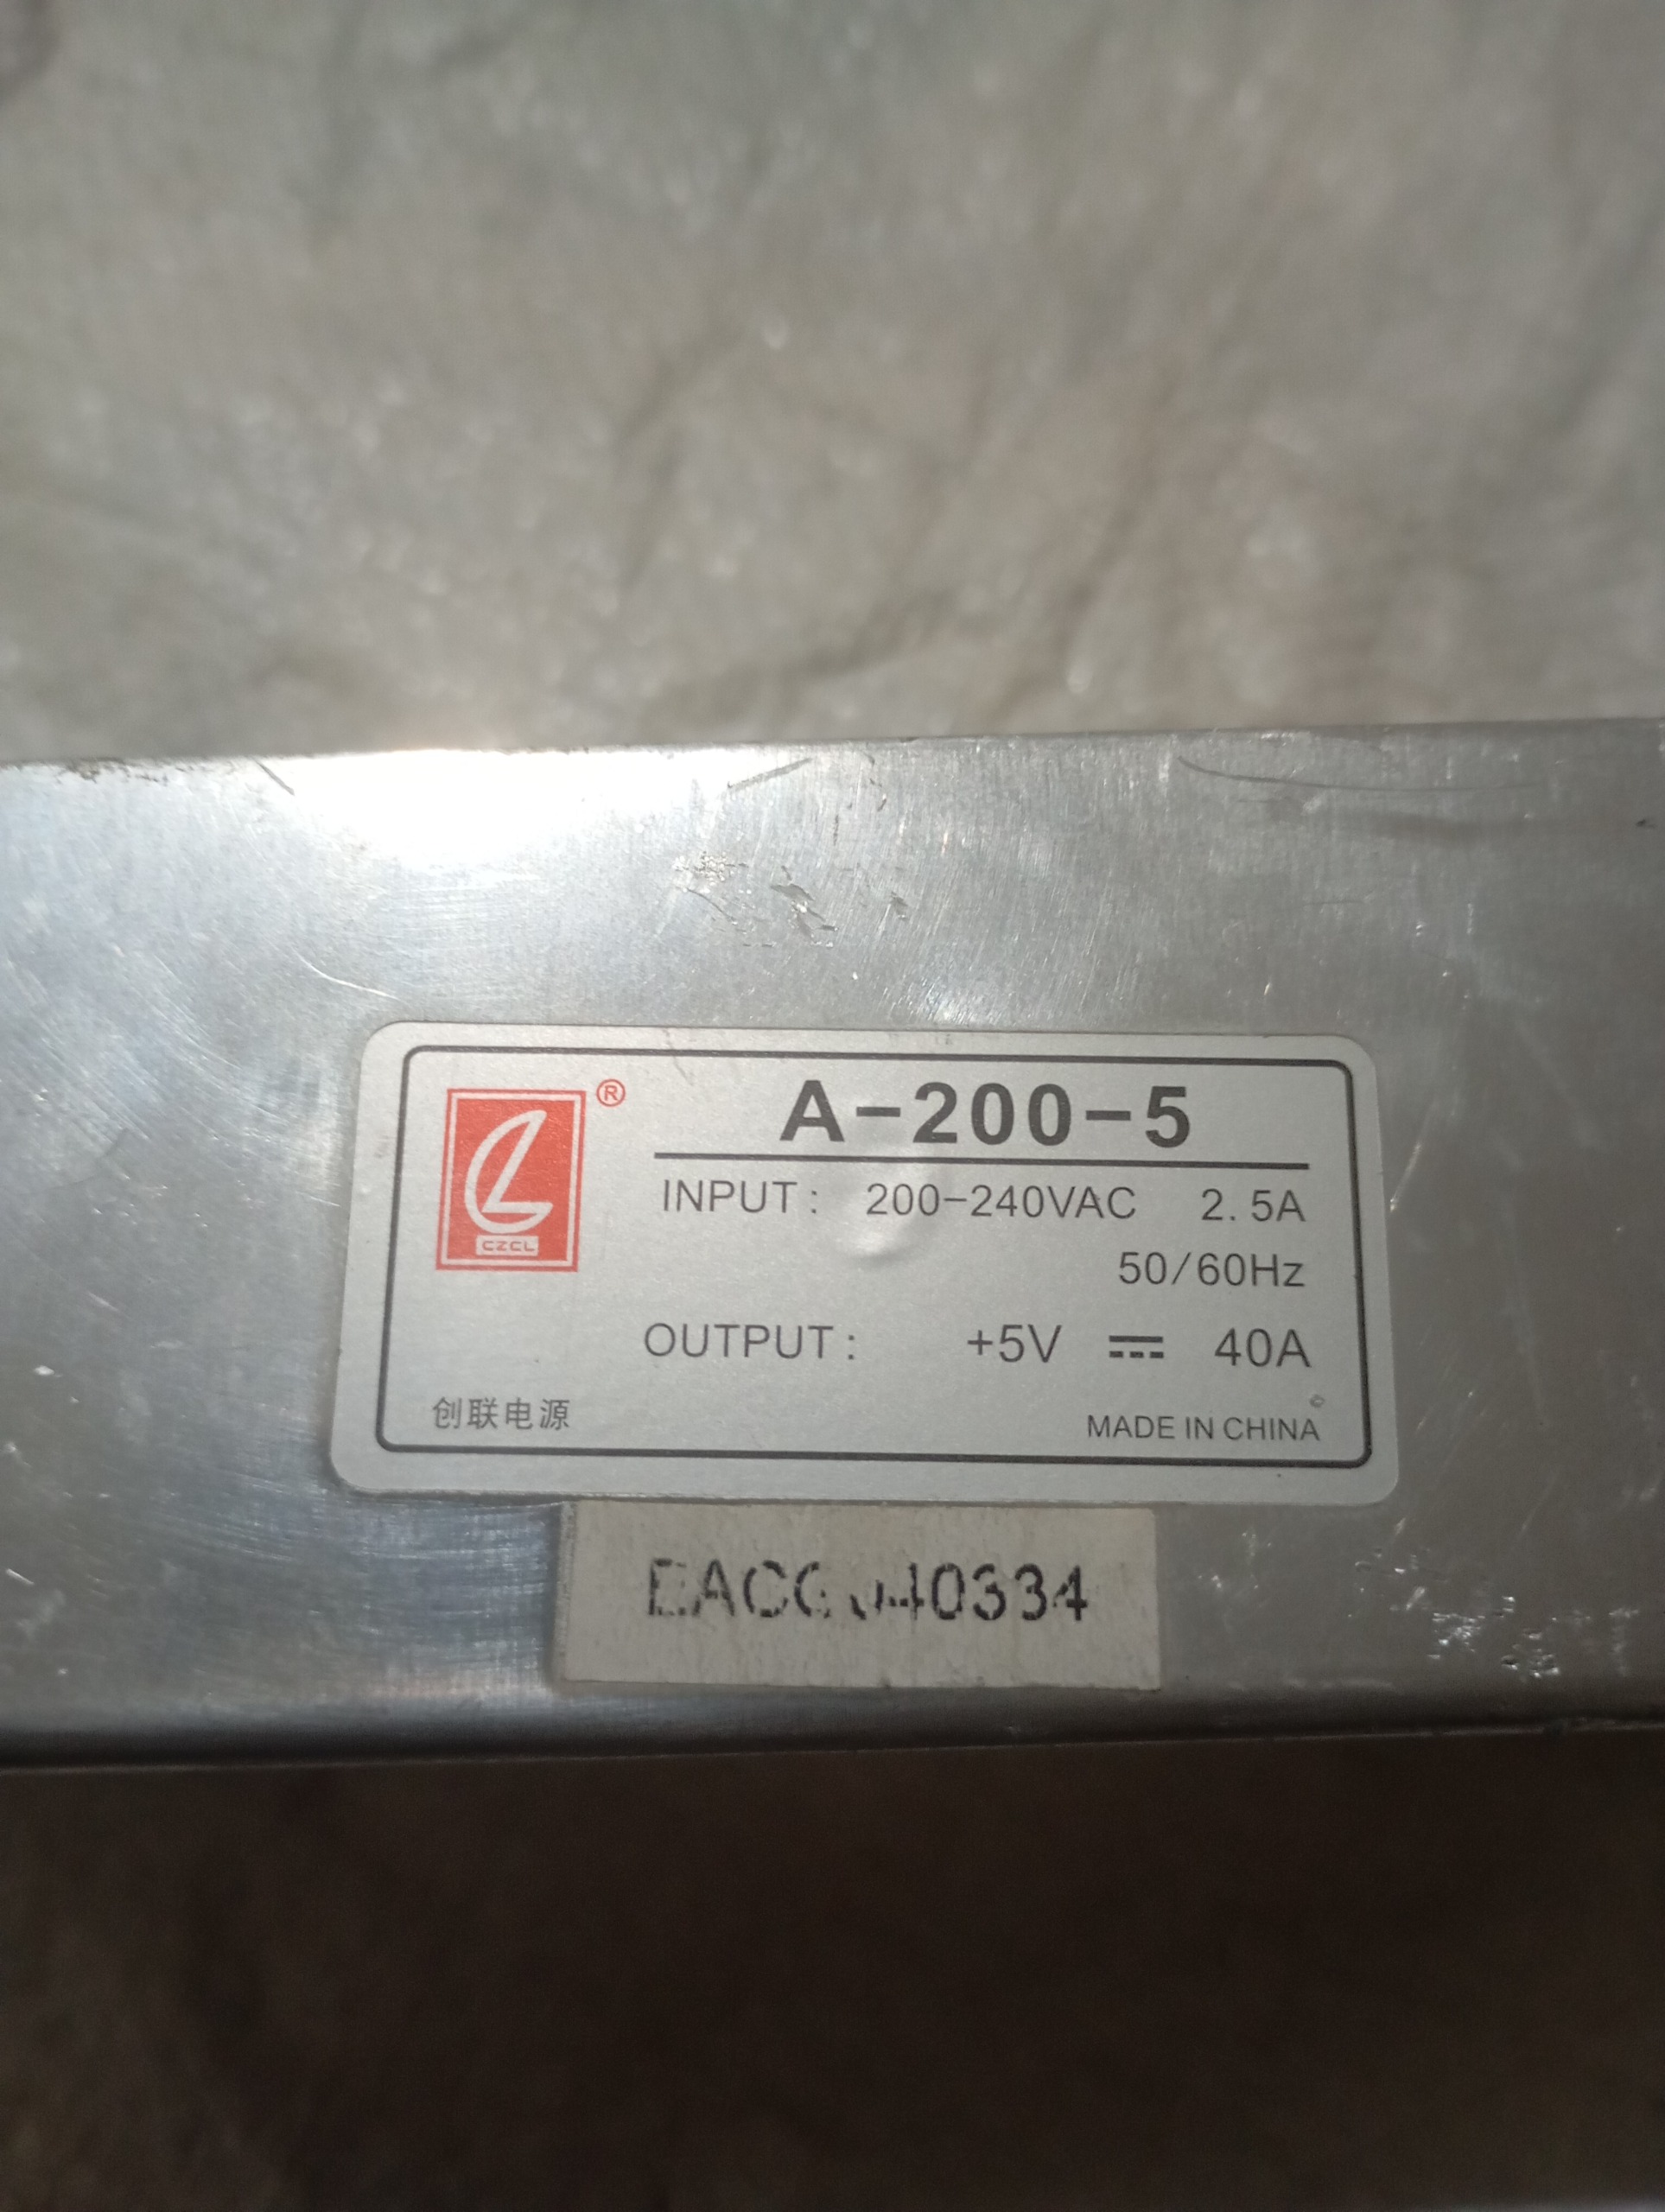 ®
CZCL
A-200-5
INPUT: 200-240VAC 2.5A
50/60Hz
OUTPUT: +5V ⎓ 40A
创联电源
MADE IN CHINA